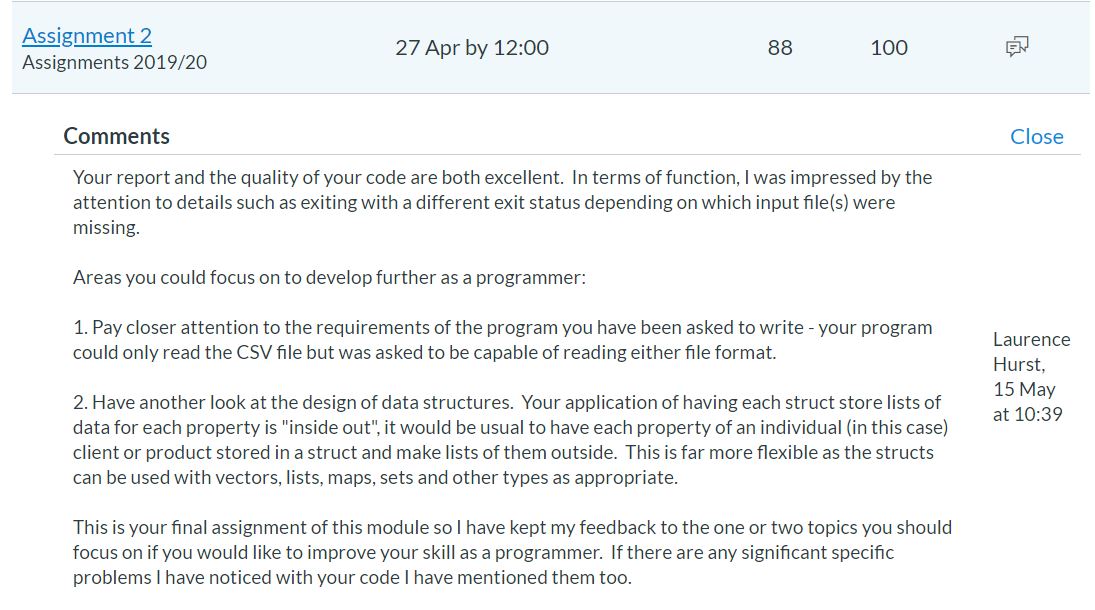 Assignment 2
Assignments 2019/20
27 Apr by 12:00
88
100
Comments
Close
Your report and the quality of your code are both excellent.  In terms of function, I was impressed by the
attention to details such as exiting with a different exit status depending on which input file(s) were
missing.
Areas you could focus on to develop further as a programmer:
1. Pay closer attention to the requirements of the program you have been asked to write - your program
could only read the CSV file but was asked to be capable of reading either file format.
2. Have another look at the design of data structures.  Your application of having each struct store lists of
data for each property is "inside out", it would be usual to have each property of an individual (in this case)
client or product stored in a struct and make lists of them outside.  This is far more flexible as the structs
can be used with vectors, lists, maps, sets and other types as appropriate.
This is your final assignment of this module so I have kept my feedback to the one or two topics you should
focus on if you would like to improve your skill as a programmer.  If there are any significant specific
problems I have noticed with your code I have mentioned them too.
Laurence
Hurst,
15 May
at 10:39